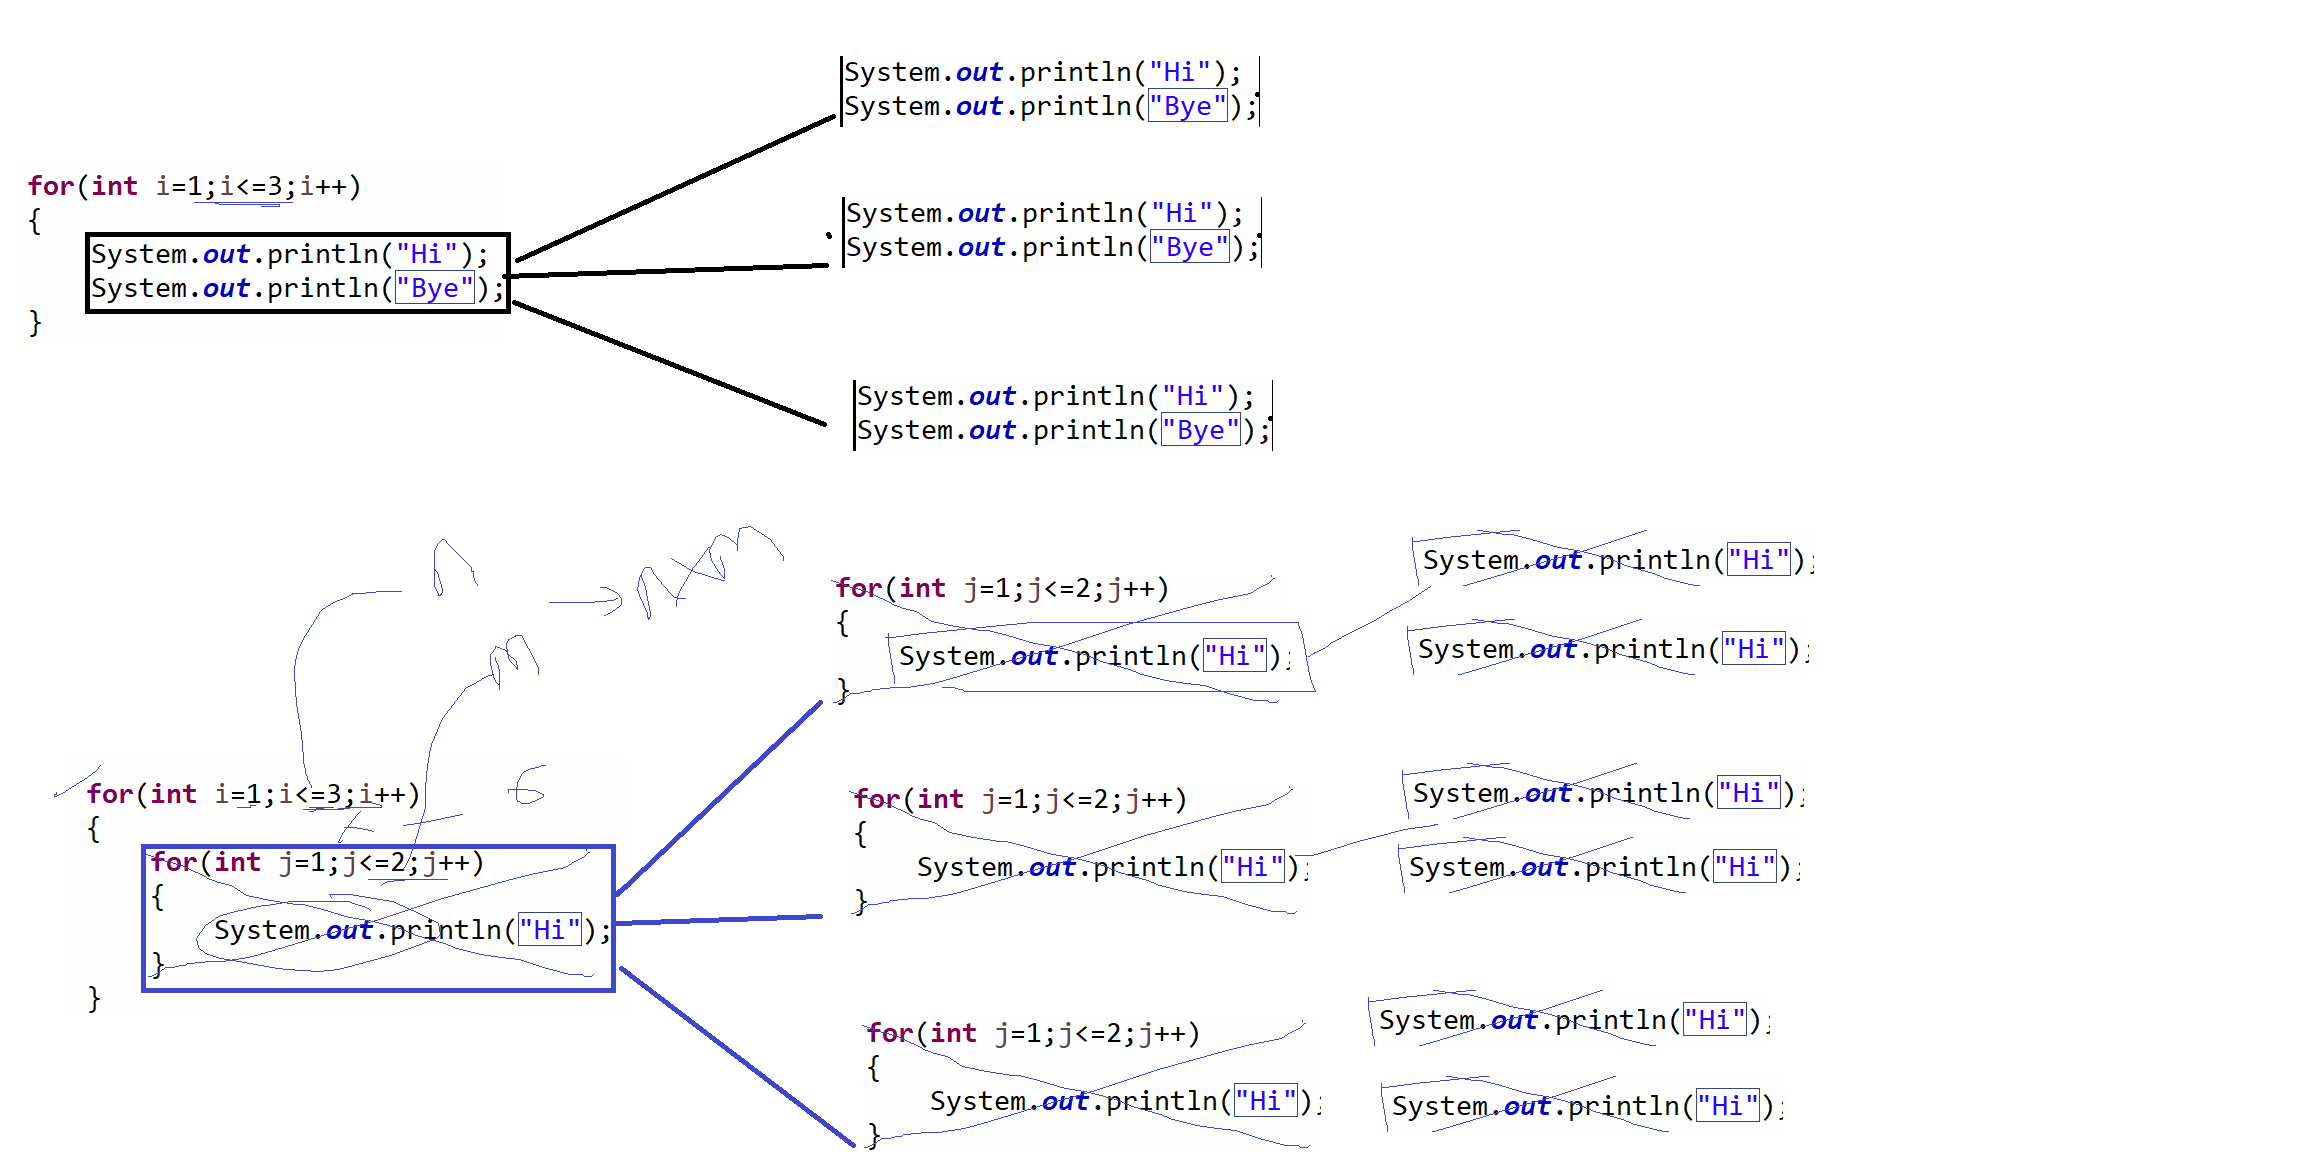 System.out.println("Hi");
System.out.println("Bye");
for(int i=1;i<=3;i++)
{
System.out.println("Hi");
System.out.println("Bye");
}
System.out.println("Hi");
System.out.println("Bye");
System.out.println("Hi");
System.out.println("Bye");
n → n×m
m
for(int i=1;i<=3;i++)
6
{
for(int j=1;j<=2;j++)
{
System.out.println("Hi");
}
}
for(int j=1;j<=2;j++)
{
System.out.println("Hi");
}
System.out.println("Hi");
System.out.println("Hi");
for(int j=1;j<=2;j++)
{
System.out.println("Hi");
}
System.out.println("Hi");
System.out.println("Hi");
for(int j=1;j<=2;j++)
{
System.out.println("Hi");
}
System.out.println("Hi");
System.out.println("Hi");